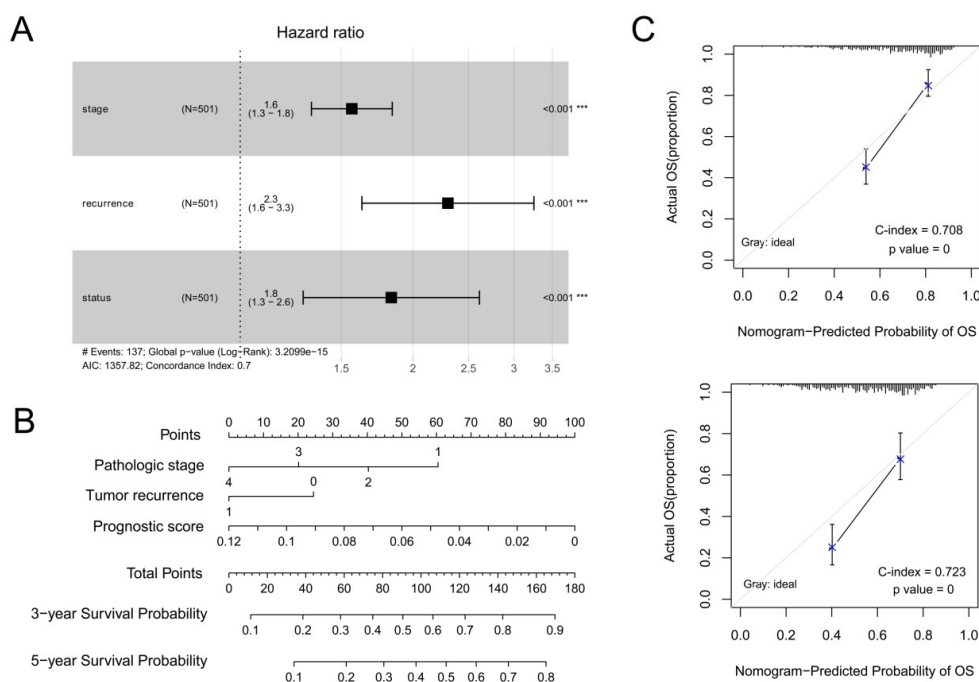 A
Hazard ratio
stage (N=501) 1.6 (1.3 − 1.8) <0.001 ***
recurrence (N=501) 2.3 (1.6 − 3.3) <0.001 ***
status (N=501) 1.8 (1.3 − 2.6) <0.001 ***
# Events: 137; Global p−value (Log−Rank): 3.2099e−15
AIC: 1357.82; Concordance Index: 0.7
1.5 2 2.5 3 3.5
B
0 10 20 30 40 50 60 70 80 90 100
Points
3 1
Pathologic stage
4 2
0
Tumor recurrence
1
Prognostic score
0.12 0.1 0.08 0.06 0.04 0.02 0
Total Points
0 20 40 60 80 100 120 140 160 180
3−year Survival Probability
0.1 0.2 0.3 0.4 0.5 0.6 0.7 0.8 0.9
5−year Survival Probability
0.1 0.2 0.3 0.4 0.5 0.6 0.7 0.8
C
Actual OS(proportion)
0.0 0.2 0.4 0.6 0.8 1.0
Gray: ideal
C-index = 0.708
p value = 0
0.0 0.2 0.4 0.6 0.8 1.0
Nomogram−Predicted Probability of OS
Actual OS(proportion)
0.0 0.2 0.4 0.6 0.8 1.0
Gray: ideal
C-index = 0.723
p value = 0
0.0 0.2 0.4 0.6 0.8 1.0
Nomogram−Predicted Probability of OS